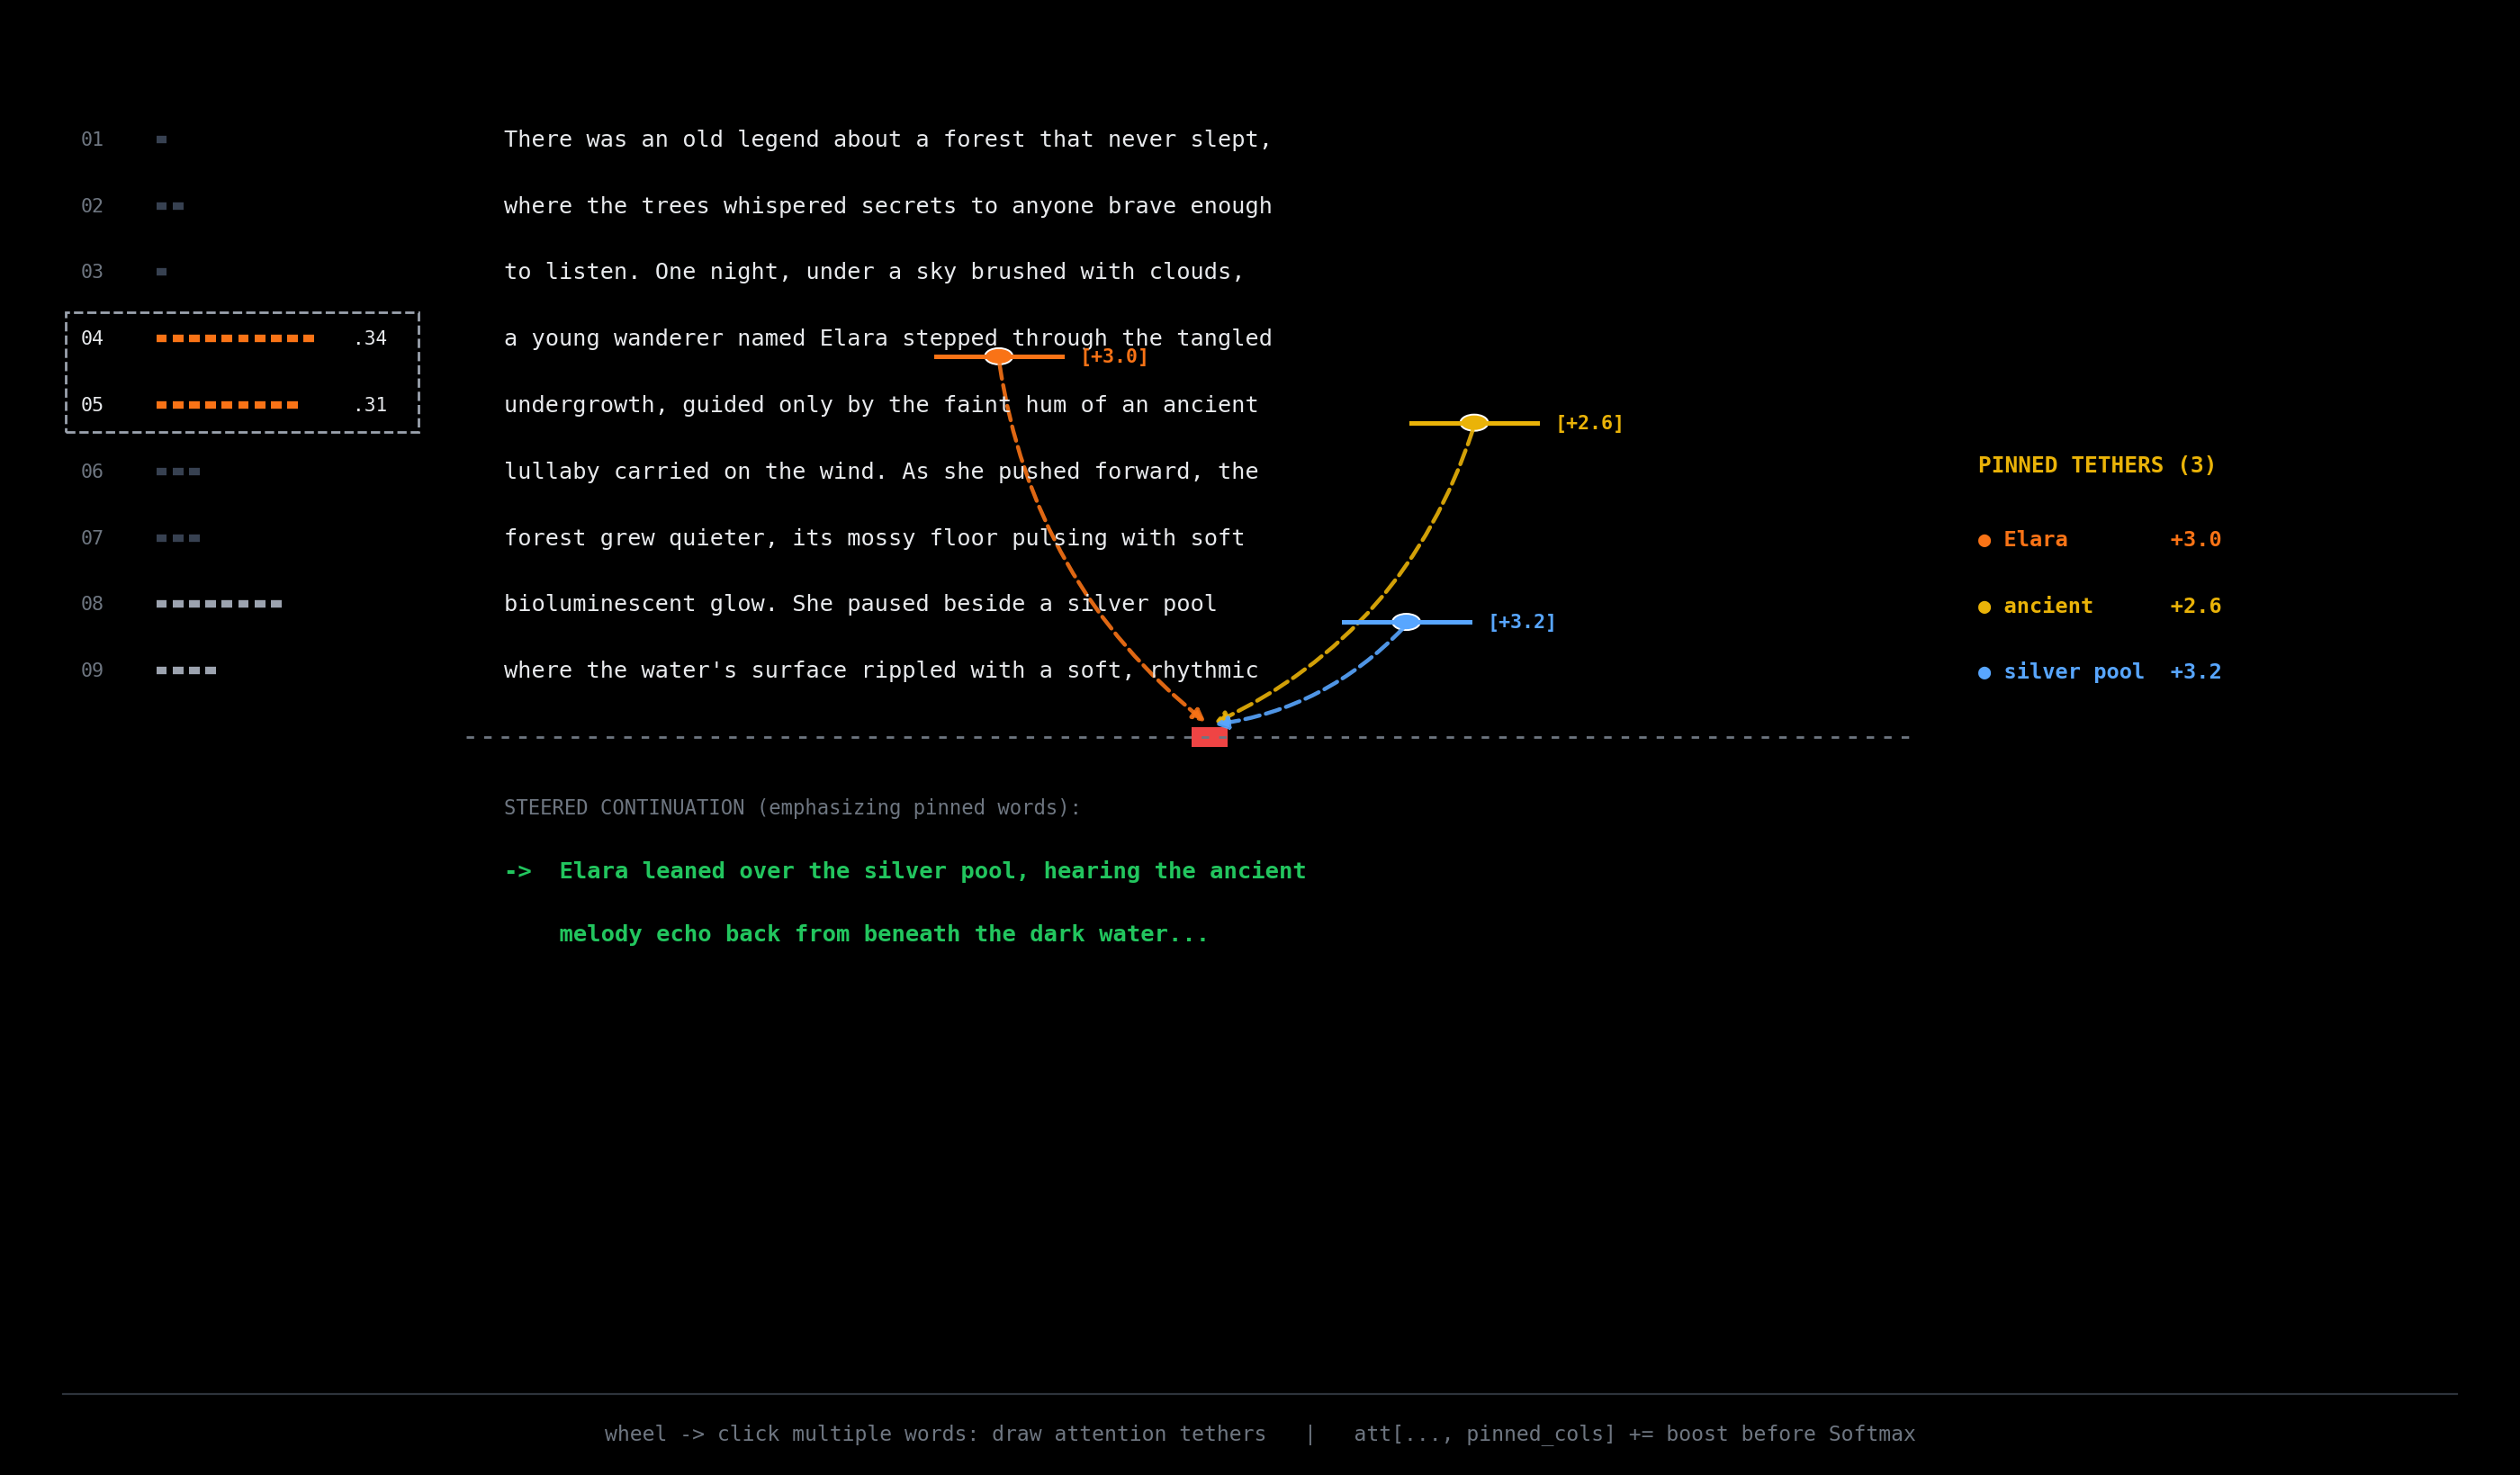 01 There was an old legend about a forest that never slept,
02 where the trees whispered secrets to anyone brave enough
03 to listen. One night, under a sky brushed with clouds,
04 .34 a young wanderer named Elara stepped through the tangled
[+3.0]
05 .31 undergrowth, guided only by the faint hum of an ancient
[+2.6]
06 lullaby carried on the wind. As she pushed forward, the
07 forest grew quieter, its mossy floor pulsing with soft
08 bioluminescent glow. She paused beside a silver pool
[+3.2]
09 where the water's surface rippled with a soft, rhythmic
PINNED TETHERS (3)
● Elara +3.0
● ancient +2.6
● silver pool +3.2
STEERED CONTINUATION (emphasizing pinned words):
-> Elara leaned over the silver pool, hearing the ancient
melody echo back from beneath the dark water...
wheel -> click multiple words: draw attention tethers | att[..., pinned_cols] += boost before Softmax